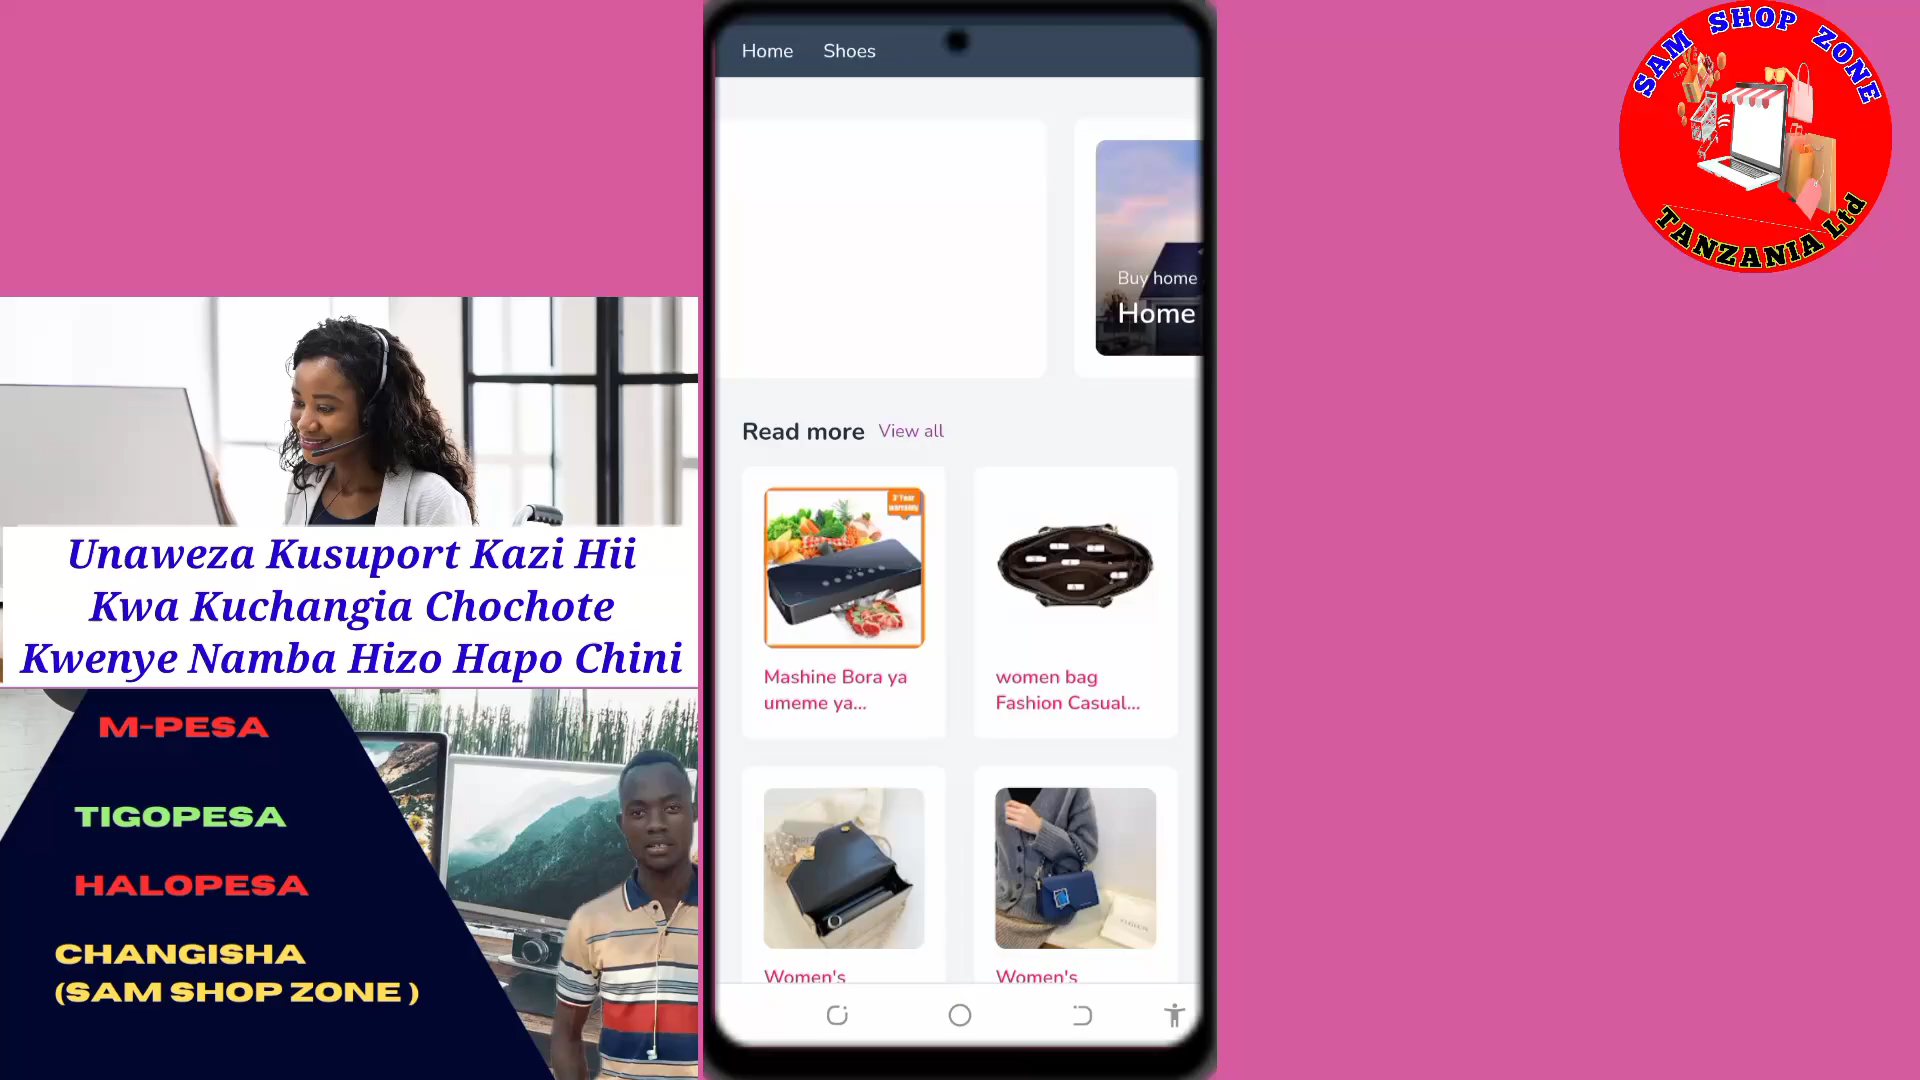 Unaweza Kusuport Kazi Hii
Kwa Kuchangia Chochote
Kwenye Namba Hizo Hapo Chini
M-PESA
TIGOPESA
HALOPESA
CHANGISHA
(SAM SHOP ZONE )
Home Shoes
Buy home
Home
Read more View all
warranty
Mashine Bora ya
umeme ya...
women bag
Fashion Casual...
Women's
Women's
SAM SHOP ZONE
TANZANIA Ltd